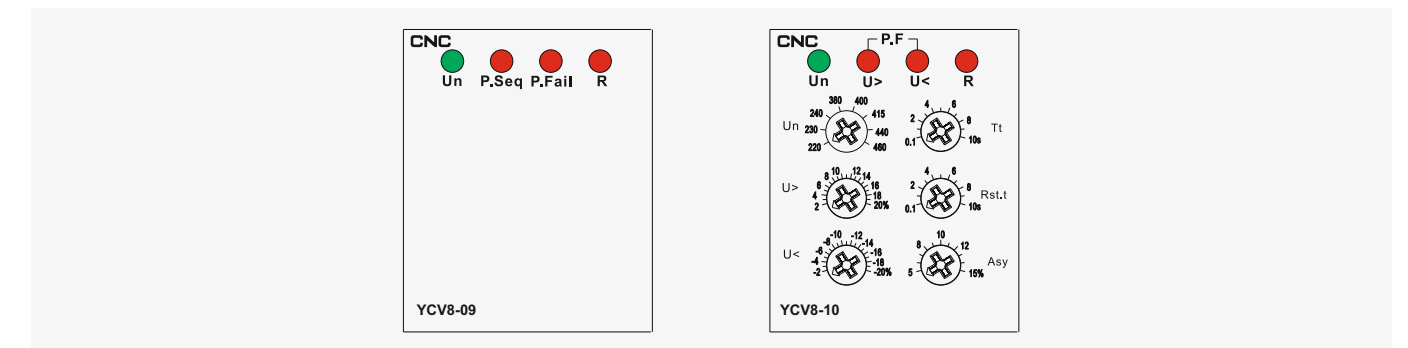 CNC
Un P.Seq P.Fail R
YCV8-09
CNC
P.F
Un U> U< R
Un
220 230 240 380 400 415 440 460
Tt
0.1 2 4 6 8 10s
U>
2 4 6 8 10 12 14 16 18 20%
Rst.t
0.1 2 4 6 8 10s
U<
-2 -4 -6 -8 -10 -12 -14 -16 -18 -20%
Asy
5 8 10 12 15%
YCV8-10